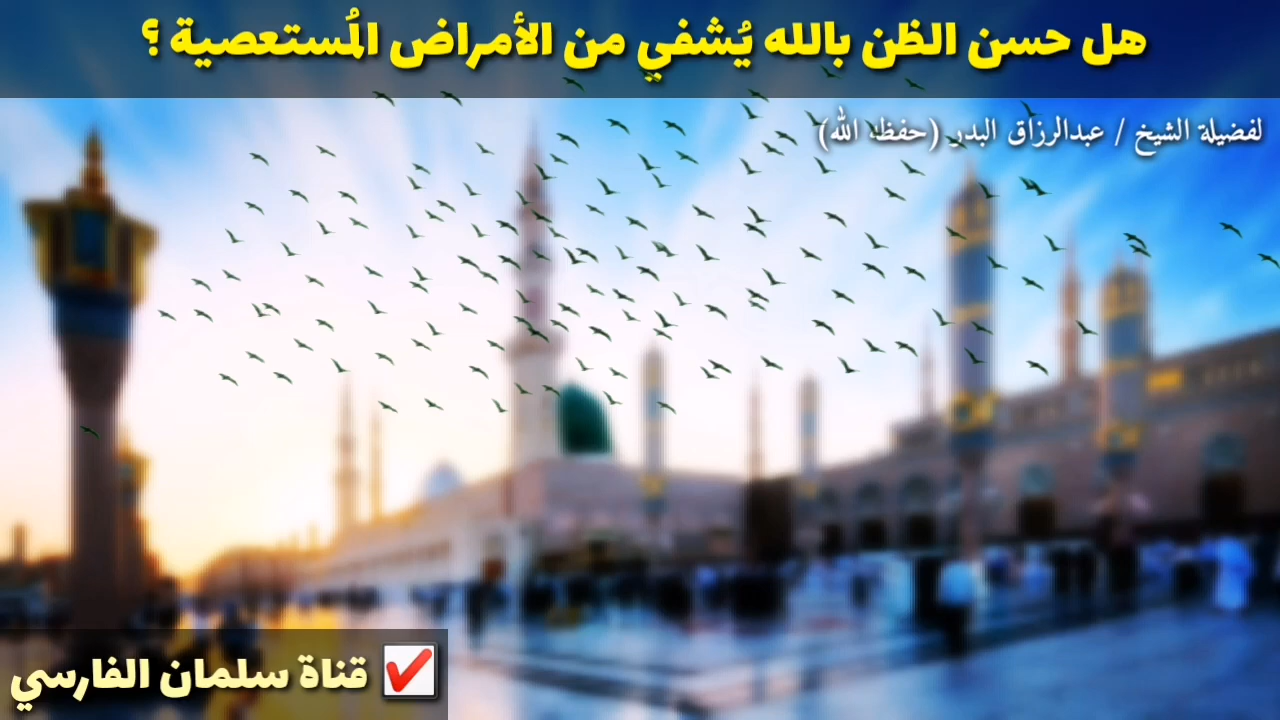 هل حسن الظن بالله يُشفي من الأمراض المُستعصية ؟
لفضيلة الشيخ / عبدالرزاق البدر (حفظه الله)
قناة سلمان الفارسي